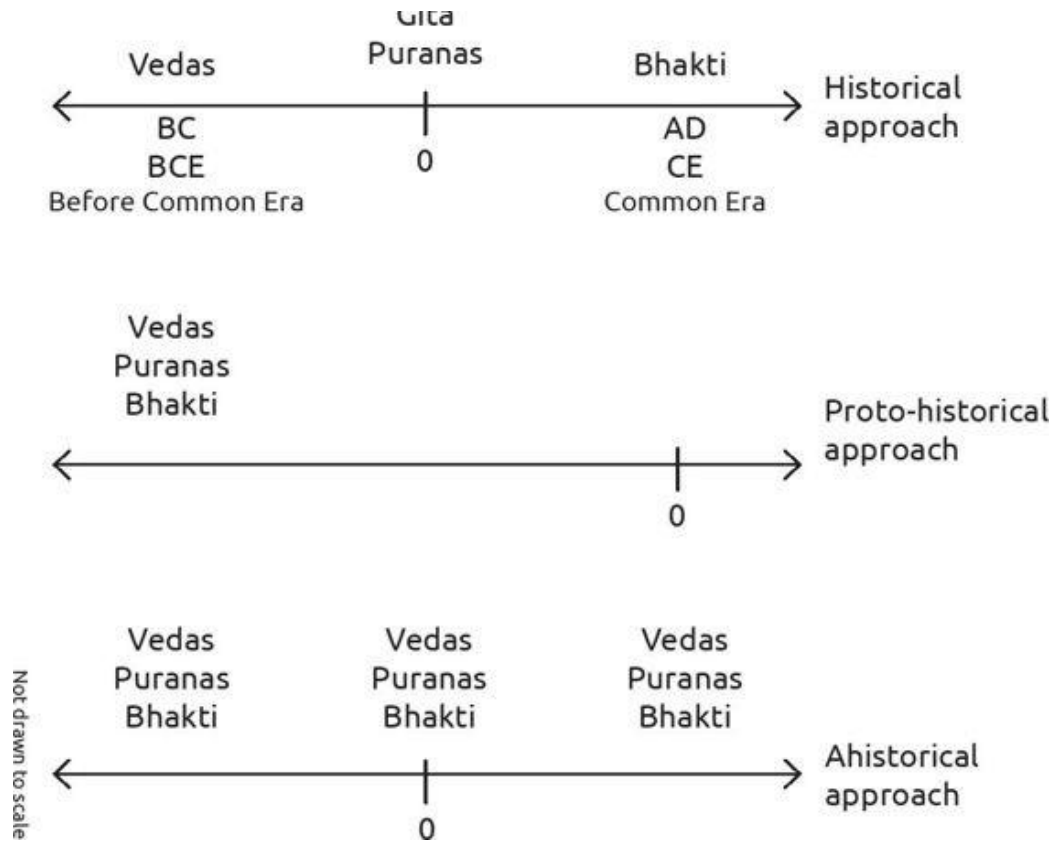 Gita
Puranas
Vedas
Bhakti
Historical
approach
BC
BCE
Before Common Era
0
AD
CE
Common Era
Vedas
Puranas
Bhakti
Proto-historical
approach
0
Vedas
Puranas
Bhakti
Vedas
Puranas
Bhakti
Vedas
Puranas
Bhakti
Ahistorical
approach
0
Not drawn to scale